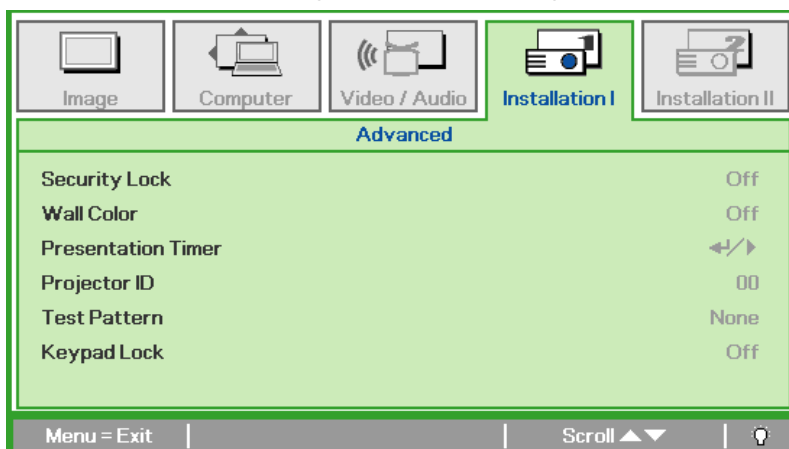 Image Computer Video / Audio Installation I Installation II
Advanced
Security Lock Off
Wall Color Off
Presentation Timer
Projector ID 00
Test Pattern None
Keypad Lock Off
Menu = Exit Scroll